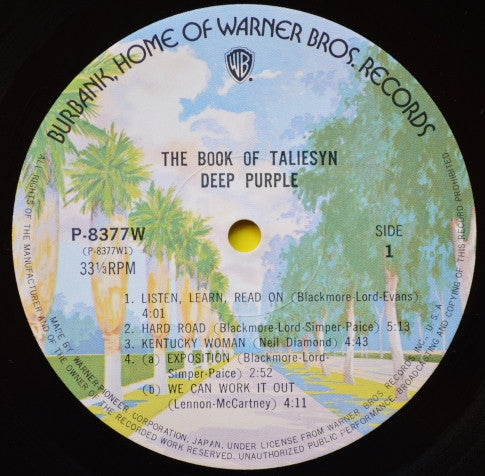 BURBANK, HOME OF WARNER BROS. RECORDS
WB
THE BOOK OF TALIESYN
DEEP PURPLE
P-8377W
(P-8377W1)
33⅓RPM
SIDE
1
1. LISTEN, LEARN, READ ON (Blackmore-Lord-Evans)
4:01
2. HARD ROAD (Blackmore-Lord-Simper-Paice) 5:13
3. KENTUCKY WOMAN (Neil Diamond) 4:43
4. (a) EXPOSITION (Blackmore-Lord-
Simper-Paice) 2:52
(b) WE CAN WORK IT OUT
(Lennon-McCartney) 4:11
MADE BY WARNER-PIONEER CORPORATION, JAPAN, UNDER LICENSE FROM WARNER BROS. RECORDS INC., U.S.A.
ALL RIGHTS OF THE MANUFACTURER AND OF THE OWNER OF THE RECORDED WORK RESERVED. UNAUTHORIZED PUBLIC PERFORMANCE, BROADCASTING AND COPYING OF THIS RECORD PROHIBITED